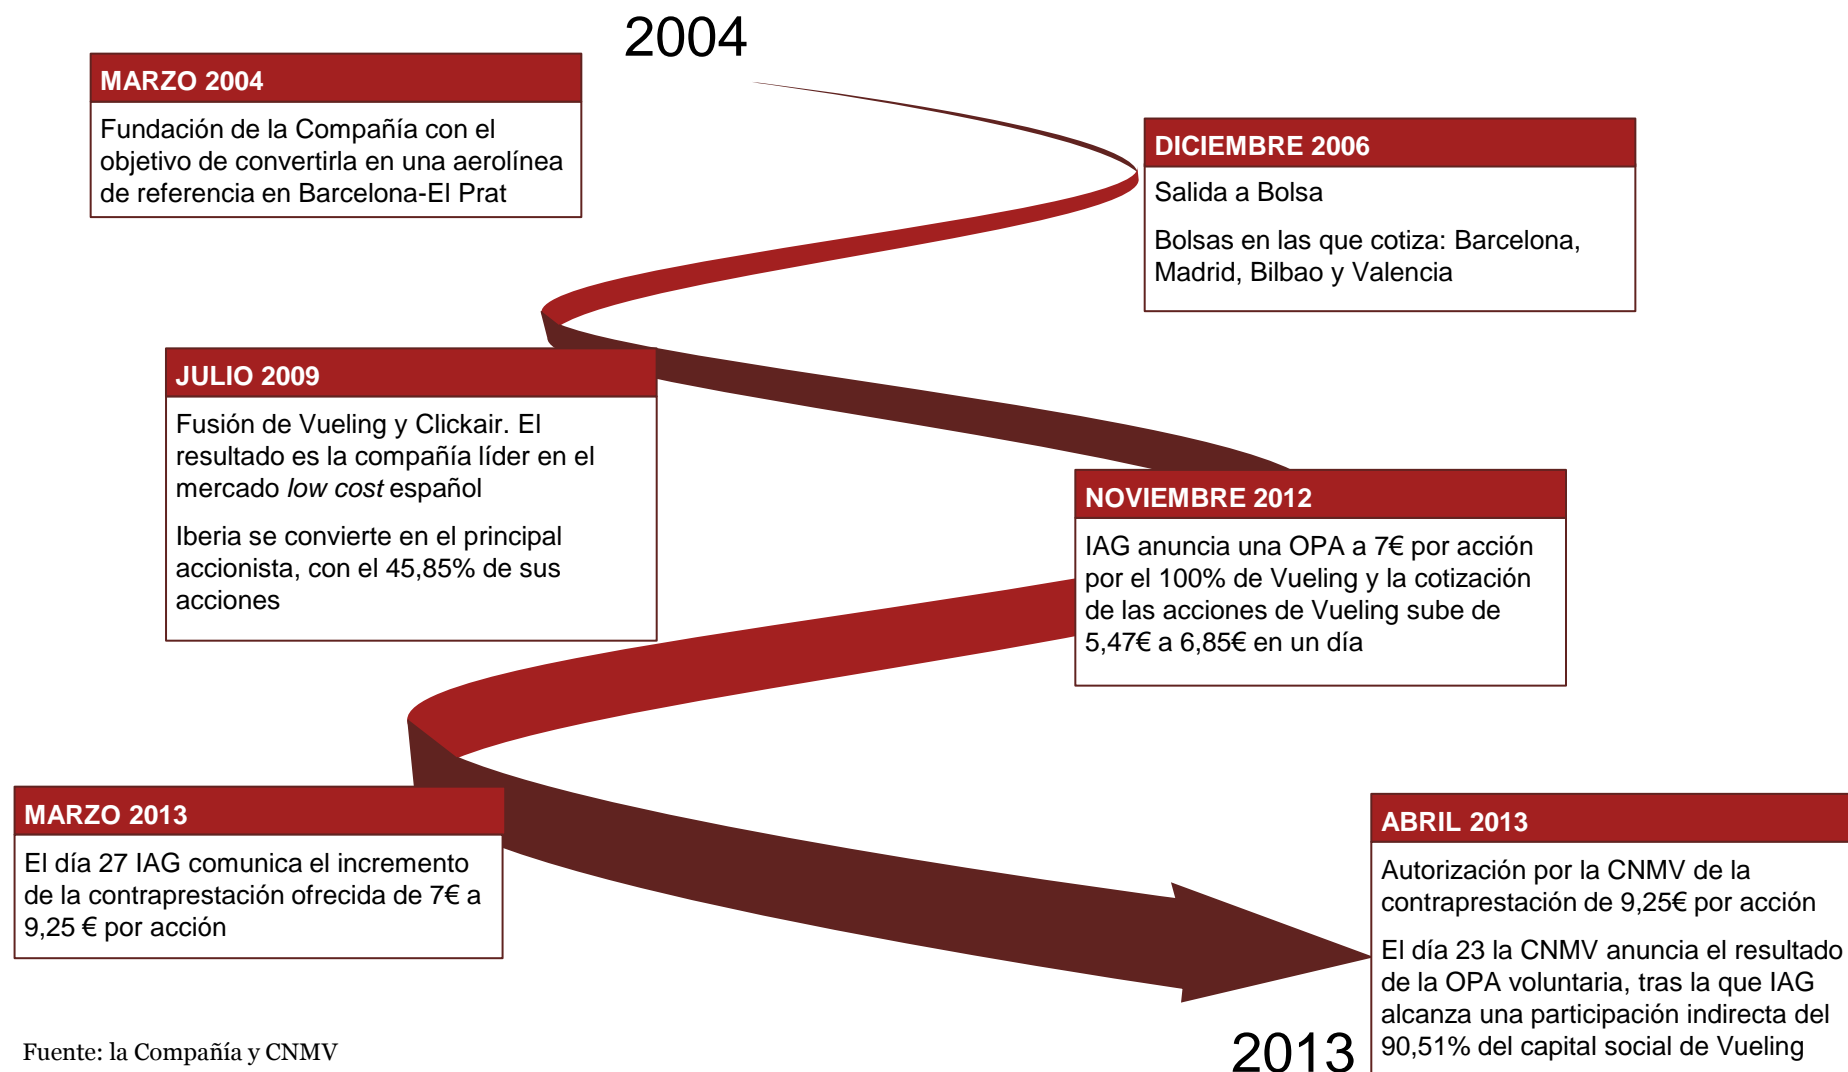 2004
MARZO 2004
Fundación de la Compañía con el
objetivo de convertirla en una aerolínea
de referencia en Barcelona-El Prat
DICIEMBRE 2006
Salida a Bolsa
Bolsas en las que cotiza: Barcelona,
Madrid, Bilbao y Valencia
JULIO 2009
Fusión de Vueling y Clickair. El
resultado es la compañía líder en el
mercado low cost español
Iberia se convierte en el principal
accionista, con el 45,85% de sus
acciones
NOVIEMBRE 2012
IAG anuncia una OPA a 7€ por acción
por el 100% de Vueling y la cotización
de las acciones de Vueling sube de
5,47€ a 6,85€ en un día
MARZO 2013
El día 27 IAG comunica el incremento
de la contraprestación ofrecida de 7€ a
9,25 € por acción
ABRIL 2013
Autorización por la CNMV de la
contraprestación de 9,25€ por acción
El día 23 la CNMV anuncia el resultado
de la OPA voluntaria, tras la que IAG
alcanza una participación indirecta del
90,51% del capital social de Vueling
2013
Fuente: la Compañía y CNMV